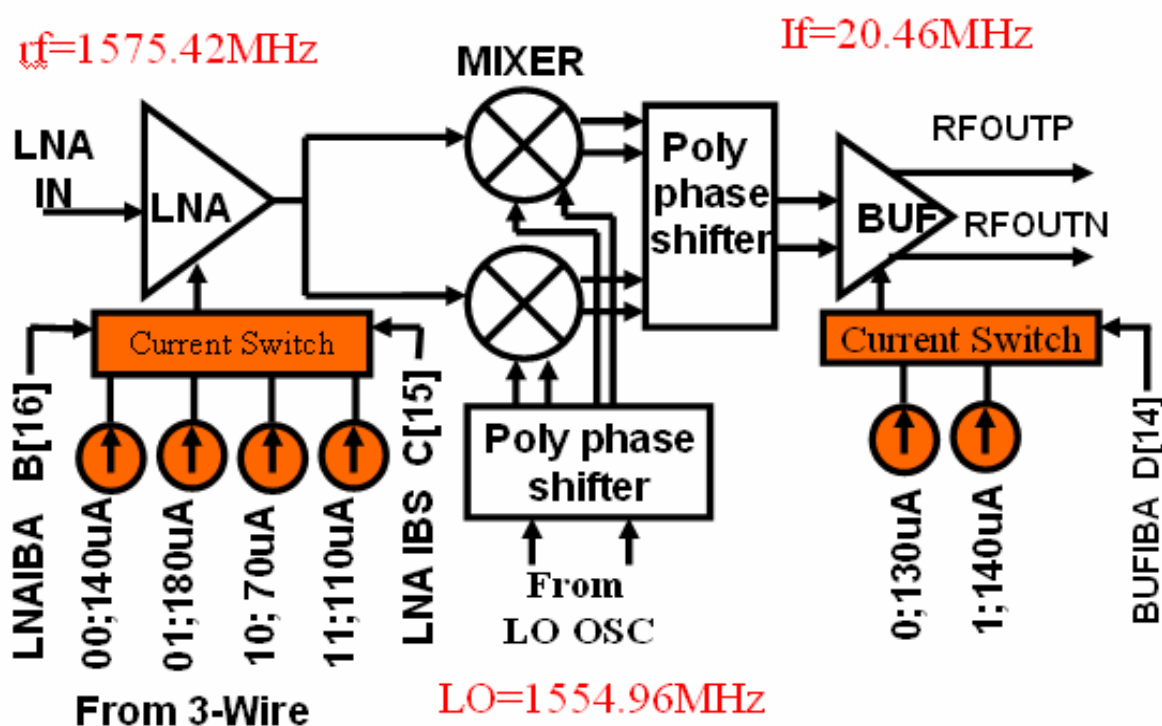 rf=1575.42MHz
If=20.46MHz
MIXER
LNA
IN
LNA
Poly
phase
shifter
BUF
RFOUTP
RFOUTN
Current Switch
Current Switch
LNAIBA B[16]
00;140uA
01;180uA
10; 70uA
11;110uA
LNA IBS C[15]
Poly phase
shifter
From
LO OSC
0;130uA
1;140uA
BUFIBA D[14]
From 3-Wire
LO=1554.96MHz